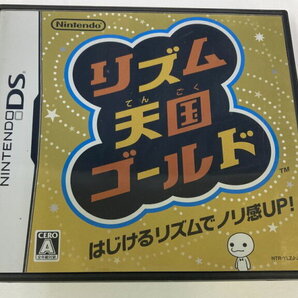 Nintendo
NINTENDO DS
リズム
てん ごく
天国
ゴールド
TM
はじけるリズムでノリ感UP!
CERO
A